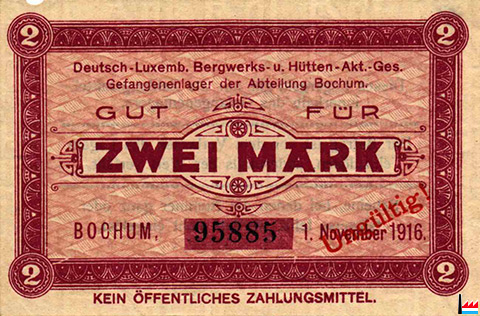 2 2
Deutsch-Luxemb. Bergwerks- u. Hütten-Akt.-Ges.
Gefangenenlager der Abteilung Bochum.
GUT FÜR
ZWEI MARK
BOCHUM, 95885 1. November 1916.
Ungültig!
2 2
KEIN ÖFFENTLICHES ZAHLUNGSMITTEL.